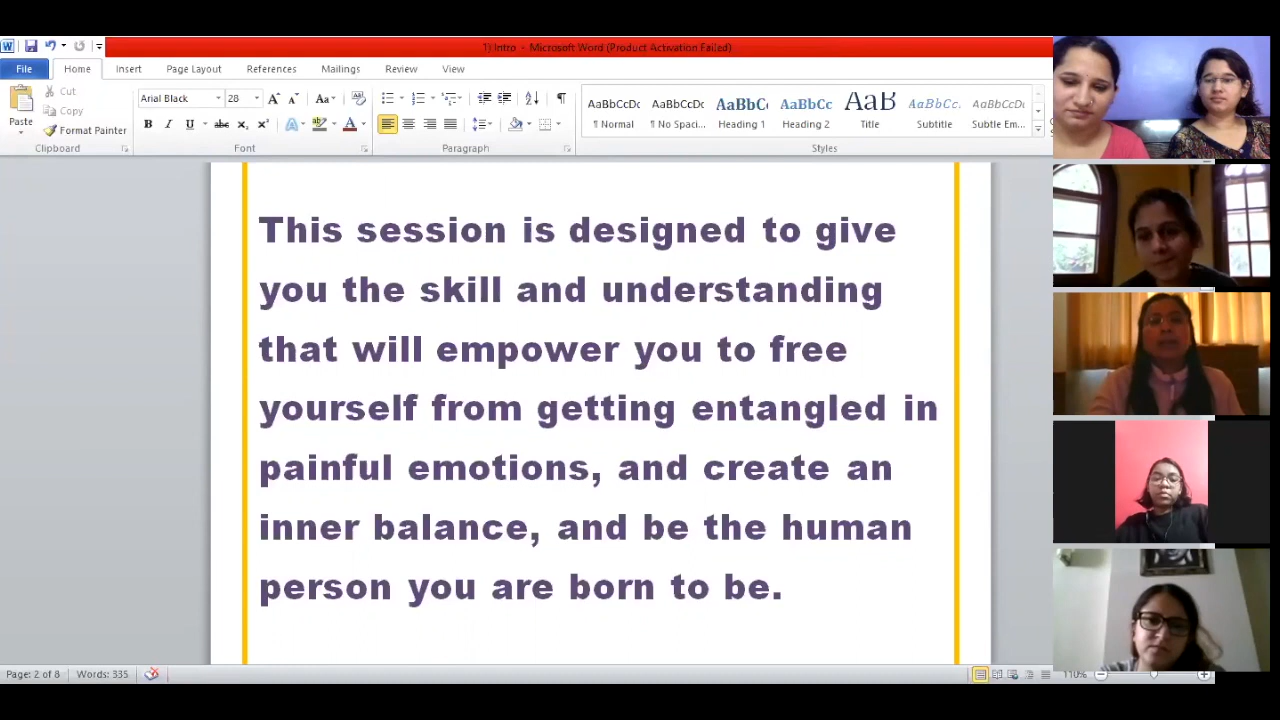 1) Intro - Microsoft Word (Product Activation Failed)
File Home Insert Page Layout References Mailings Review View
Cut
Copy
Format Painter
Paste
Clipboard
Arial Black 28
Font
Paragraph
AaBbCcDc AaBbCcDc AaBbC AaBbCc AaB AaBbCc. AaBbCcDc
¶ Normal ¶ No Spaci... Heading 1 Heading 2 Title Subtitle Subtle Em...
Styles
This session is designed to give
you the skill and understanding
that will empower you to free
yourself from getting entangled in
painful emotions, and create an
inner balance, and be the human
person you are born to be.
Page: 2 of 8 Words: 335 110%